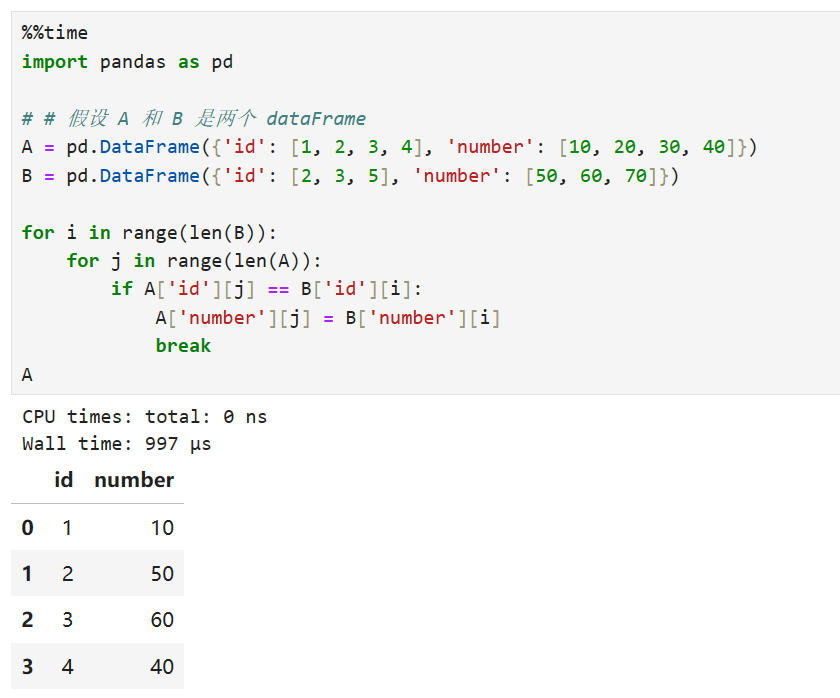 %%time
import pandas as pd
# # 假设 A 和 B 是两个 dataFrame
A = pd.DataFrame({'id': [1, 2, 3, 4], 'number': [10, 20, 30, 40]})
B = pd.DataFrame({'id': [2, 3, 5], 'number': [50, 60, 70]})
for i in range(len(B)):
    for j in range(len(A)):
        if A['id'][j] == B['id'][i]:
            A['number'][j] = B['number'][i]
            break
A
CPU times: total: 0 ns
Wall time: 997 µs
id number
0 1 10
1 2 50
2 3 60
3 4 40